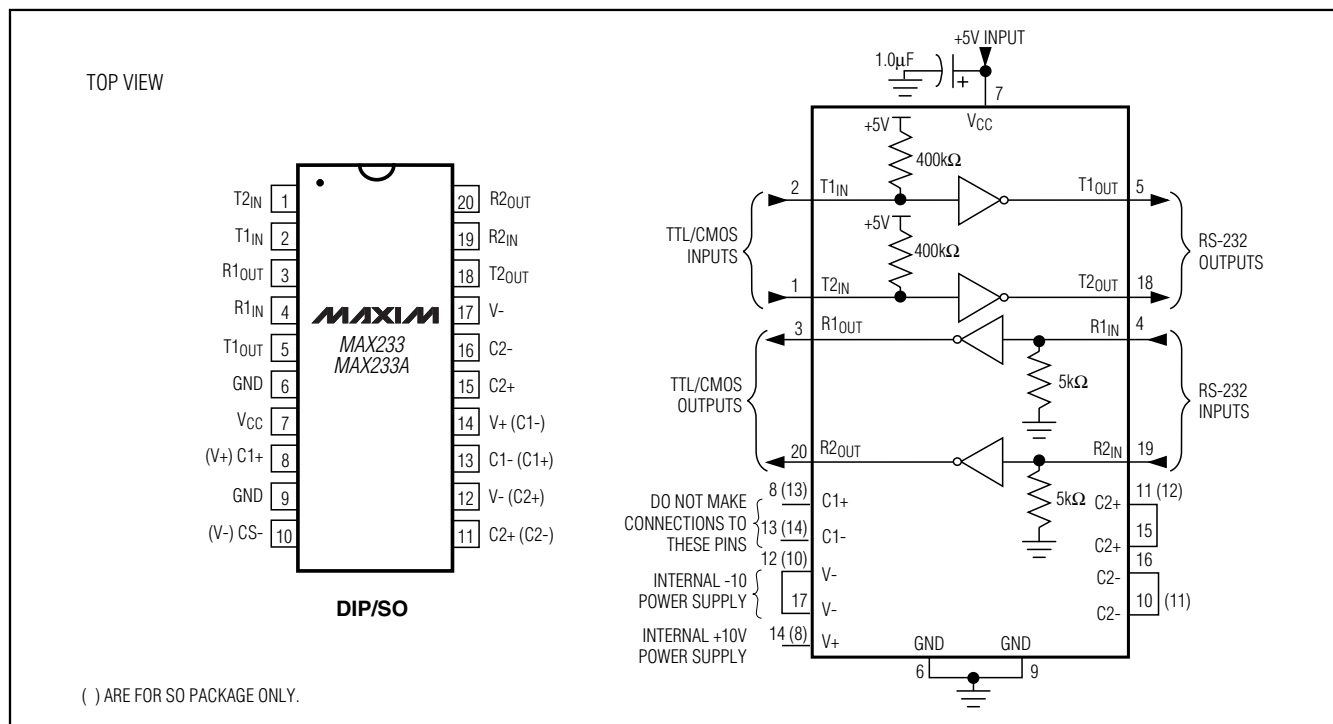 TOP VIEW
T2IN 1
T1IN 2
R1OUT 3
R1IN 4
T1OUT 5
GND 6
VCC 7
(V+) C1+ 8
GND 9
(V-) CS- 10
20 R2OUT
19 R2IN
18 T2OUT
17 V-
16 C2-
15 C2+
14 V+ (C1-)
13 C1- (C1+)
12 V- (C2+)
11 C2+ (C2-)
MAXIM
MAX233
MAX233A
DIP/SO
( ) ARE FOR SO PACKAGE ONLY.
+5V INPUT
1.0µF
+
7
VCC
+5V
400kΩ
2 T1IN
T1OUT 5
+5V
400kΩ
TTL/CMOS
INPUTS
RS-232
OUTPUTS
1 T2IN
T2OUT 18
3 R1OUT
R1IN 4
5kΩ
TTL/CMOS
OUTPUTS
RS-232
INPUTS
20 R2OUT
R2IN 19
5kΩ
DO NOT MAKE
CONNECTIONS TO
THESE PINS
8 (13) C1+
13 (14) C1-
INTERNAL -10
POWER SUPPLY
12 (10) V-
17 V-
INTERNAL +10V
POWER SUPPLY
14 (8) V+
C2+ 11 (12)
C2+ 15
C2- 16
C2- 10 (11)
GND GND
6 9